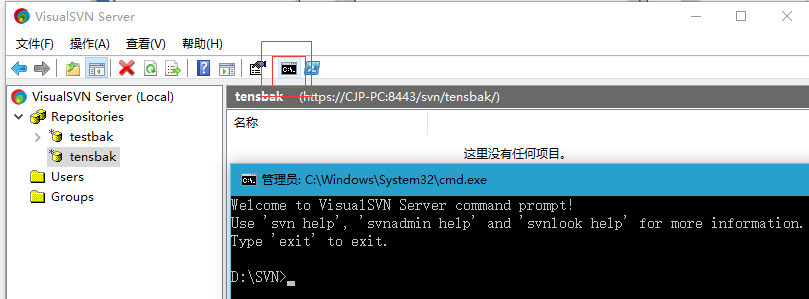 VisualSVN Server
文件(F) 操作(A) 查看(V) 帮助(H)
C:\.
VisualSVN Server (Local)
Repositories
testbak
tensbak
Users
Groups
tensbak (https://CJP-PC:8443/svn/tensbak/)
名称
这里没有任何项目。
管理员: C:\Windows\System32\cmd.exe
Welcome to VisualSVN Server command prompt!
Use 'svn help', 'svnadmin help' and 'svnlook help' for more information.
Type 'exit' to exit.
D:\SVN>_